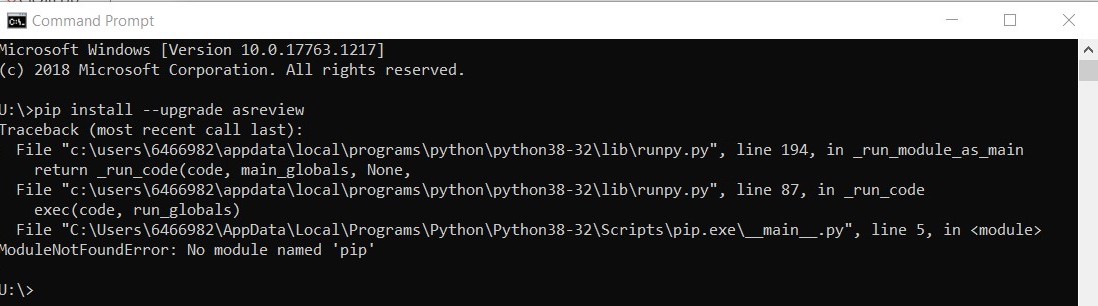 Command Prompt
Microsoft Windows [Version 10.0.17763.1217]
(c) 2018 Microsoft Corporation. All rights reserved.
U:\>pip install --upgrade asreview
Traceback (most recent call last):
  File "c:\users\6466982\appdata\local\programs\python\python38-32\lib\runpy.py", line 194, in _run_module_as_main
    return _run_code(code, main_globals, None,
  File "c:\users\6466982\appdata\local\programs\python\python38-32\lib\runpy.py", line 87, in _run_code
    exec(code, run_globals)
  File "C:\Users\6466982\AppData\Local\Programs\Python\Python38-32\Scripts\pip.exe\__main__.py", line 5, in <module>
ModuleNotFoundError: No module named 'pip'
U:\>